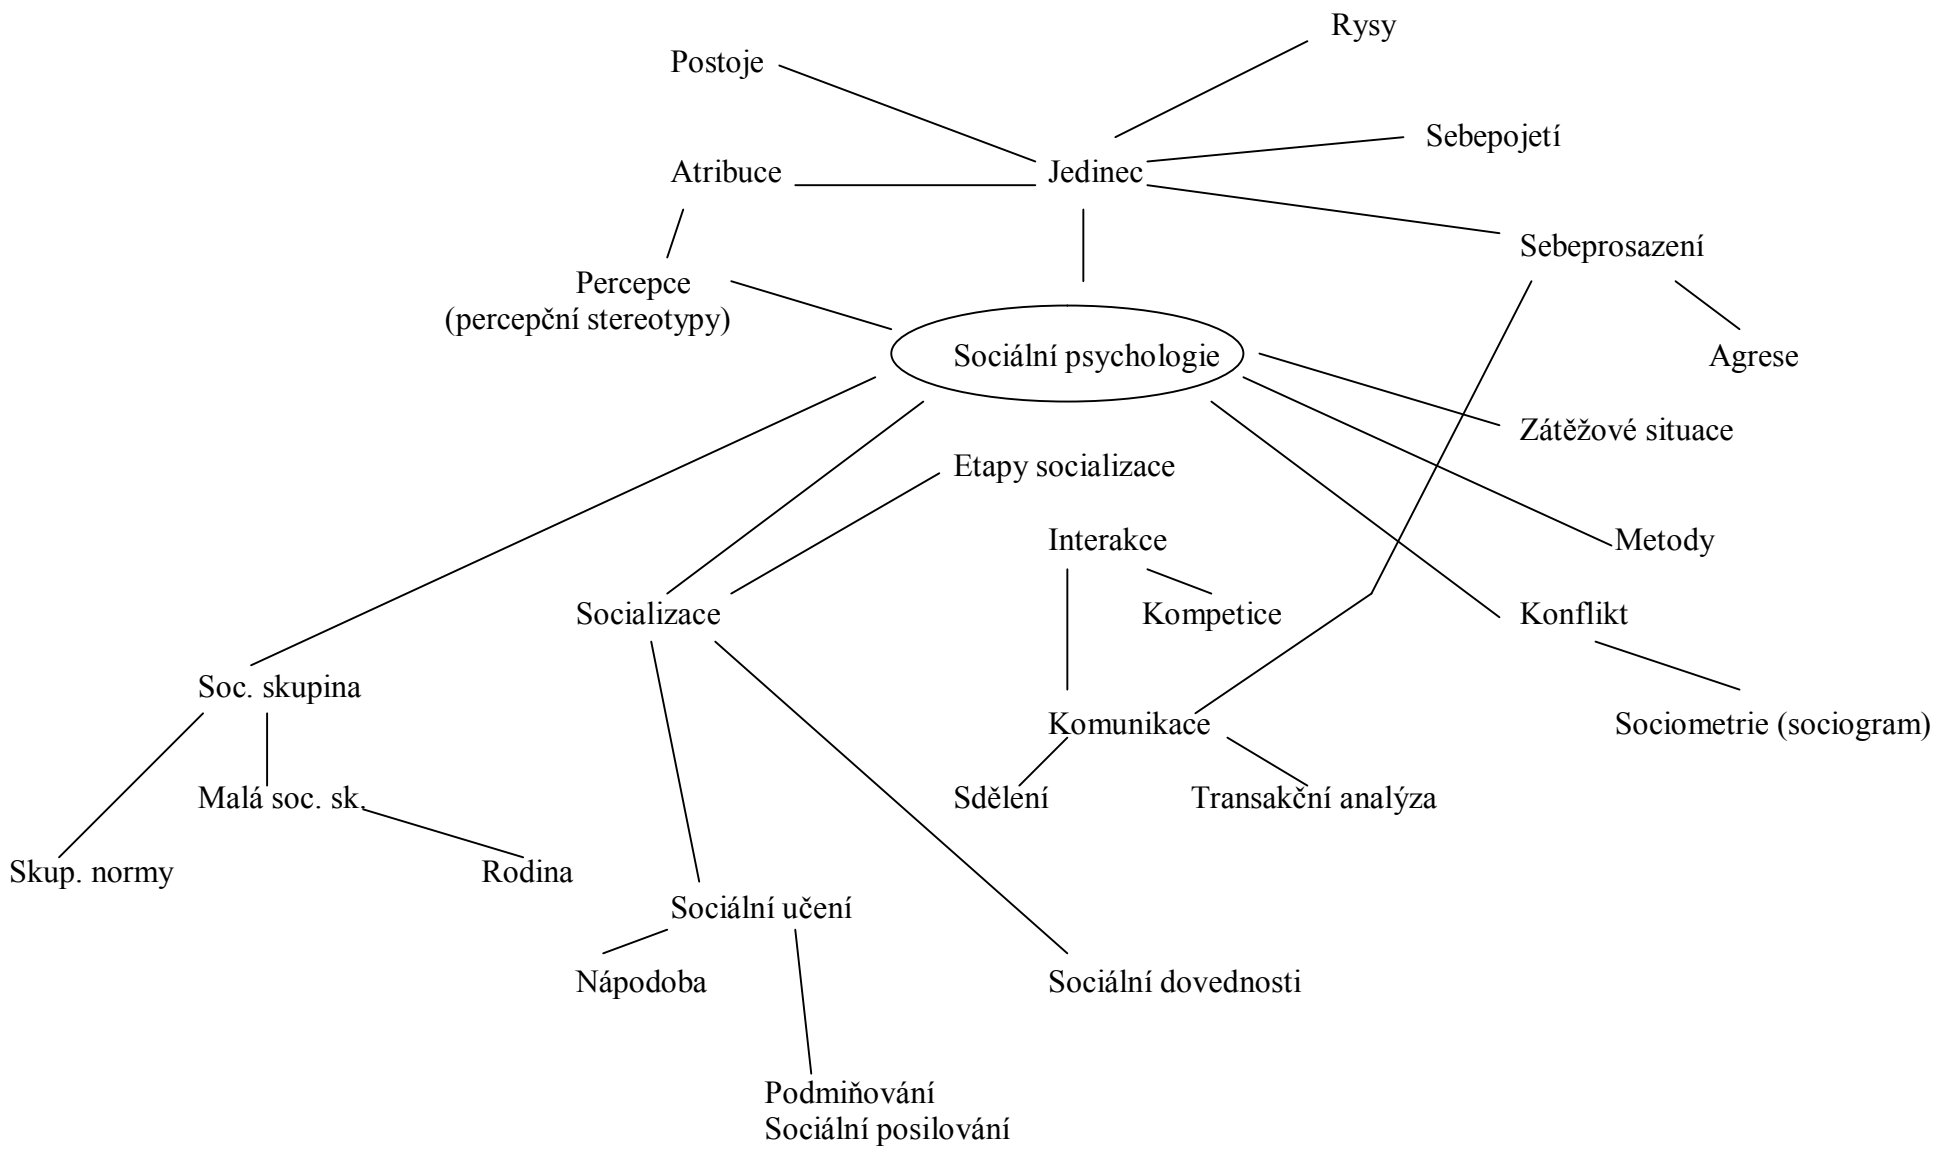 Rysy
Postoje
Sebepojetí
Atribuce
Jedinec
Sebeprosazení
Percepce
(percepční stereotypy)
Sociální psychologie
Agrese
Zátěžové situace
Etapy socializace
Interakce
Metody
Socializace
Kompetice
Konflikt
Soc. skupina
Komunikace
Sociometrie (sociogram)
Malá soc. sk.
Sdělení
Transakční analýza
Skup. normy
Rodina
Sociální učení
Nápodoba
Sociální dovednosti
Podmiňování
Sociální posilování